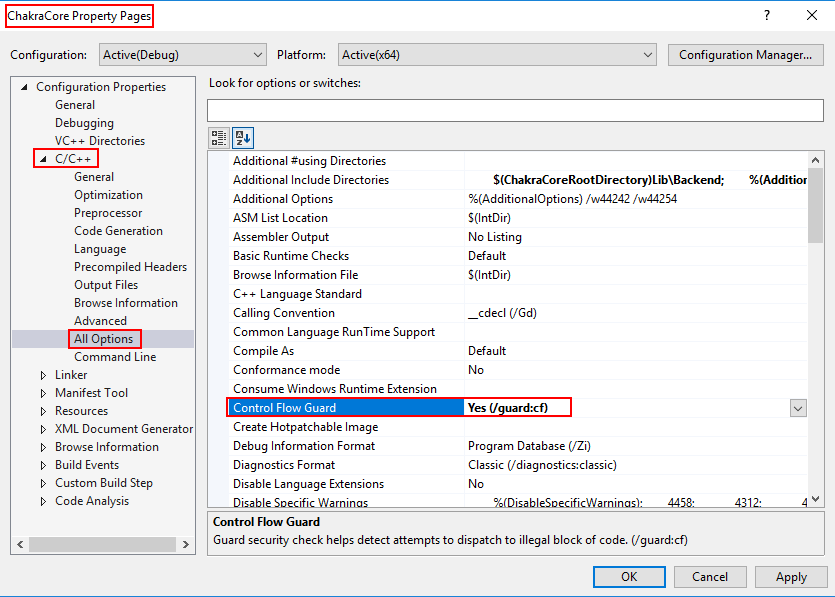 ChakraCore Property Pages
?
Configuration: Active(Debug) Platform: Active(x64) Configuration Manager...
Configuration Properties
General
Debugging
VC++ Directories
C/C++
General
Optimization
Preprocessor
Code Generation
Language
Precompiled Headers
Output Files
Browse Information
Advanced
All Options
Command Line
Linker
Manifest Tool
Resources
XML Document Generator
Browse Information
Build Events
Custom Build Step
Code Analysis
Look for options or switches:
Additional #using Directories
Additional Include Directories $(ChakraCoreRootDirectory)Lib\Backend; %(Addition
Additional Options %(AdditionalOptions) /w44242 /w44254
ASM List Location $(IntDir)
Assembler Output No Listing
Basic Runtime Checks Default
Browse Information File $(IntDir)
C++ Language Standard
Calling Convention __cdecl (/Gd)
Common Language RunTime Support
Compile As Default
Conformance mode No
Consume Windows Runtime Extension
Control Flow Guard Yes (/guard:cf)
Create Hotpatchable Image
Debug Information Format Program Database (/Zi)
Diagnostics Format Classic (/diagnostics:classic)
Disable Language Extensions No
Disable Specific Warnings %(DisableSpecificWarnings); 4458; 4312; 4
Control Flow Guard
Guard security check helps detect attempts to dispatch to illegal block of code. (/guard:cf)
OK Cancel Apply